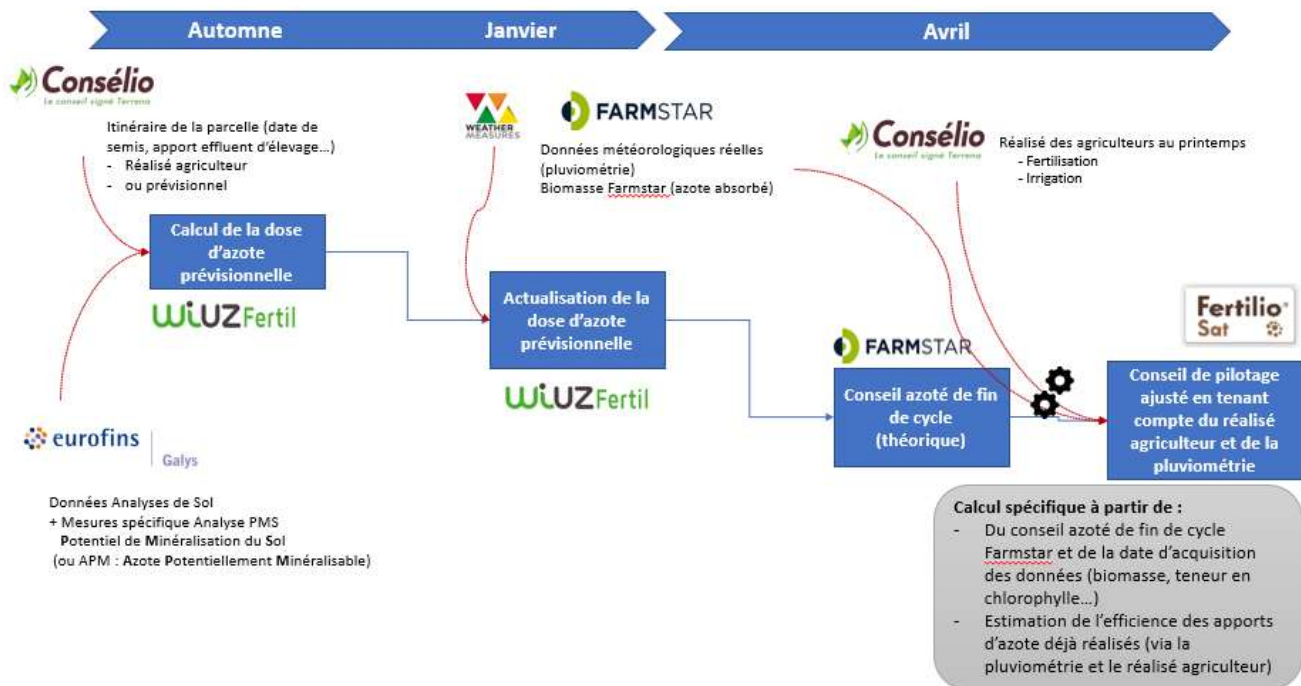 Automne
Janvier
Avril
Consélio
Le conseil signé Terrena
Itinéraire de la parcelle (date de
semis, apport effluent d'élevage…)
- Réalisé agriculteur
- ou prévisionnel
WEATHER
MEASURES
FARMSTAR
Données météorologiques réelles
(pluviométrie)
Biomasse Farmstar (azote absorbé)
Consélio
Le conseil signé Terrena
Réalisé des agriculteurs au printemps
- Fertilisation
- Irrigation
Calcul de la dose
d'azote
prévisionnelle
WiUZ Fertil
Actualisation de la
dose d'azote
prévisionnelle
WiUZ Fertil
FARMSTAR
Conseil azoté de fin
de cycle
(théorique)
Fertilio®
Sat
Conseil de pilotage
ajusté en tenant
compte du réalisé
agriculteur et de la
pluviométrie
eurofins
Galys
Données Analyses de Sol
+ Mesures spécifique Analyse PMS
Potentiel de Minéralisation du Sol
(ou APM : Azote Potentiellement Minéralisable)
Calcul spécifique à partir de :
- Du conseil azoté de fin de cycle
Farmstar et de la date d'acquisition
des données (biomasse, teneur en
chlorophylle…)
- Estimation de l'efficience des apports
d'azote déjà réalisés (via la
pluviométrie et le réalisé agriculteur)